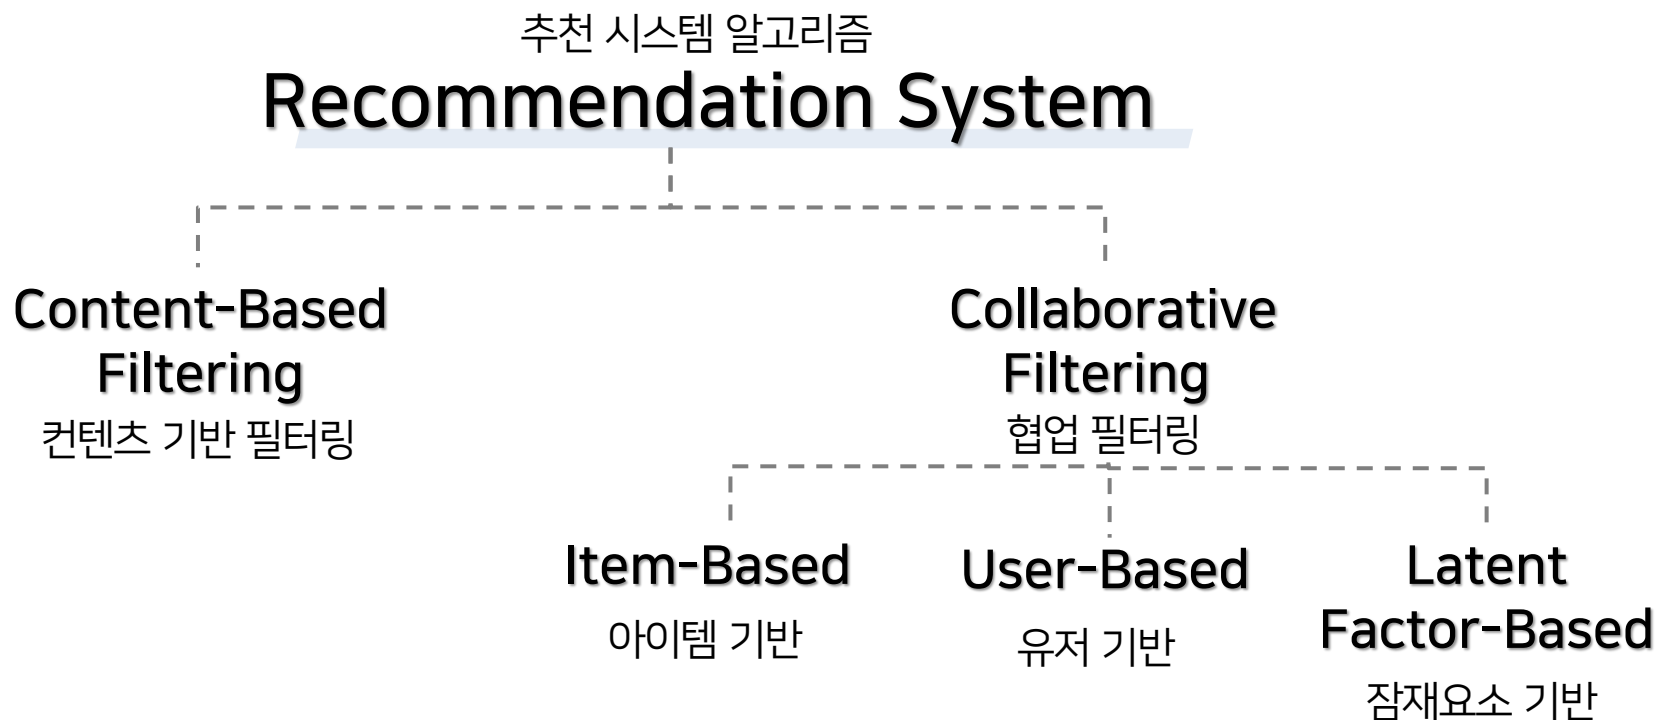 추천 시스템 알고리즘
Recommendation System
Content-Based
Filtering
컨텐츠 기반 필터링
Collaborative
Filtering
협업 필터링
Item-Based
아이템 기반
User-Based
유저 기반
Latent
Factor-Based
잠재요소 기반